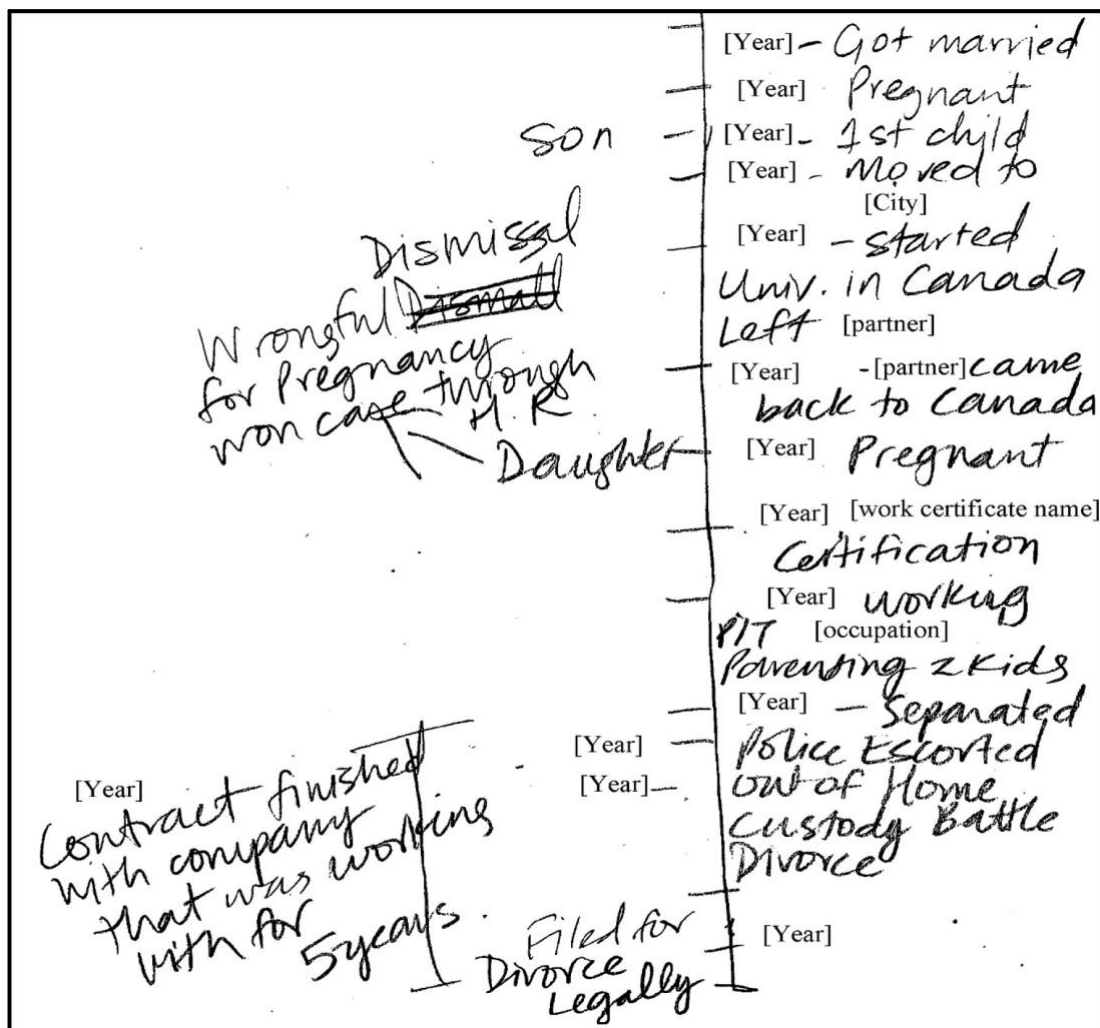 [Year] - Got married
[Year] Pregnant
son
[Year] - 1st child
[Year] - Moved to
[City]
[Year] - started
Univ. in Canada
Left [partner]
Dismissal
Wrongful Dismall
for Pregnancy
won case through
H.R.
Daughter
[Year] - [partner] came
back to Canada
[Year] Pregnant
[Year] [work certificate name]
Certification
[Year] working
P/T [occupation]
Parenting 2 Kids
[Year] - Separated
[Year]
Police Escorted
[Year] -
out of Home
Custody Battle
Divorce
[Year]
Contract finished
with company
that was working
with for
5 years.
[Year]
Filed for
Divorce
Legally